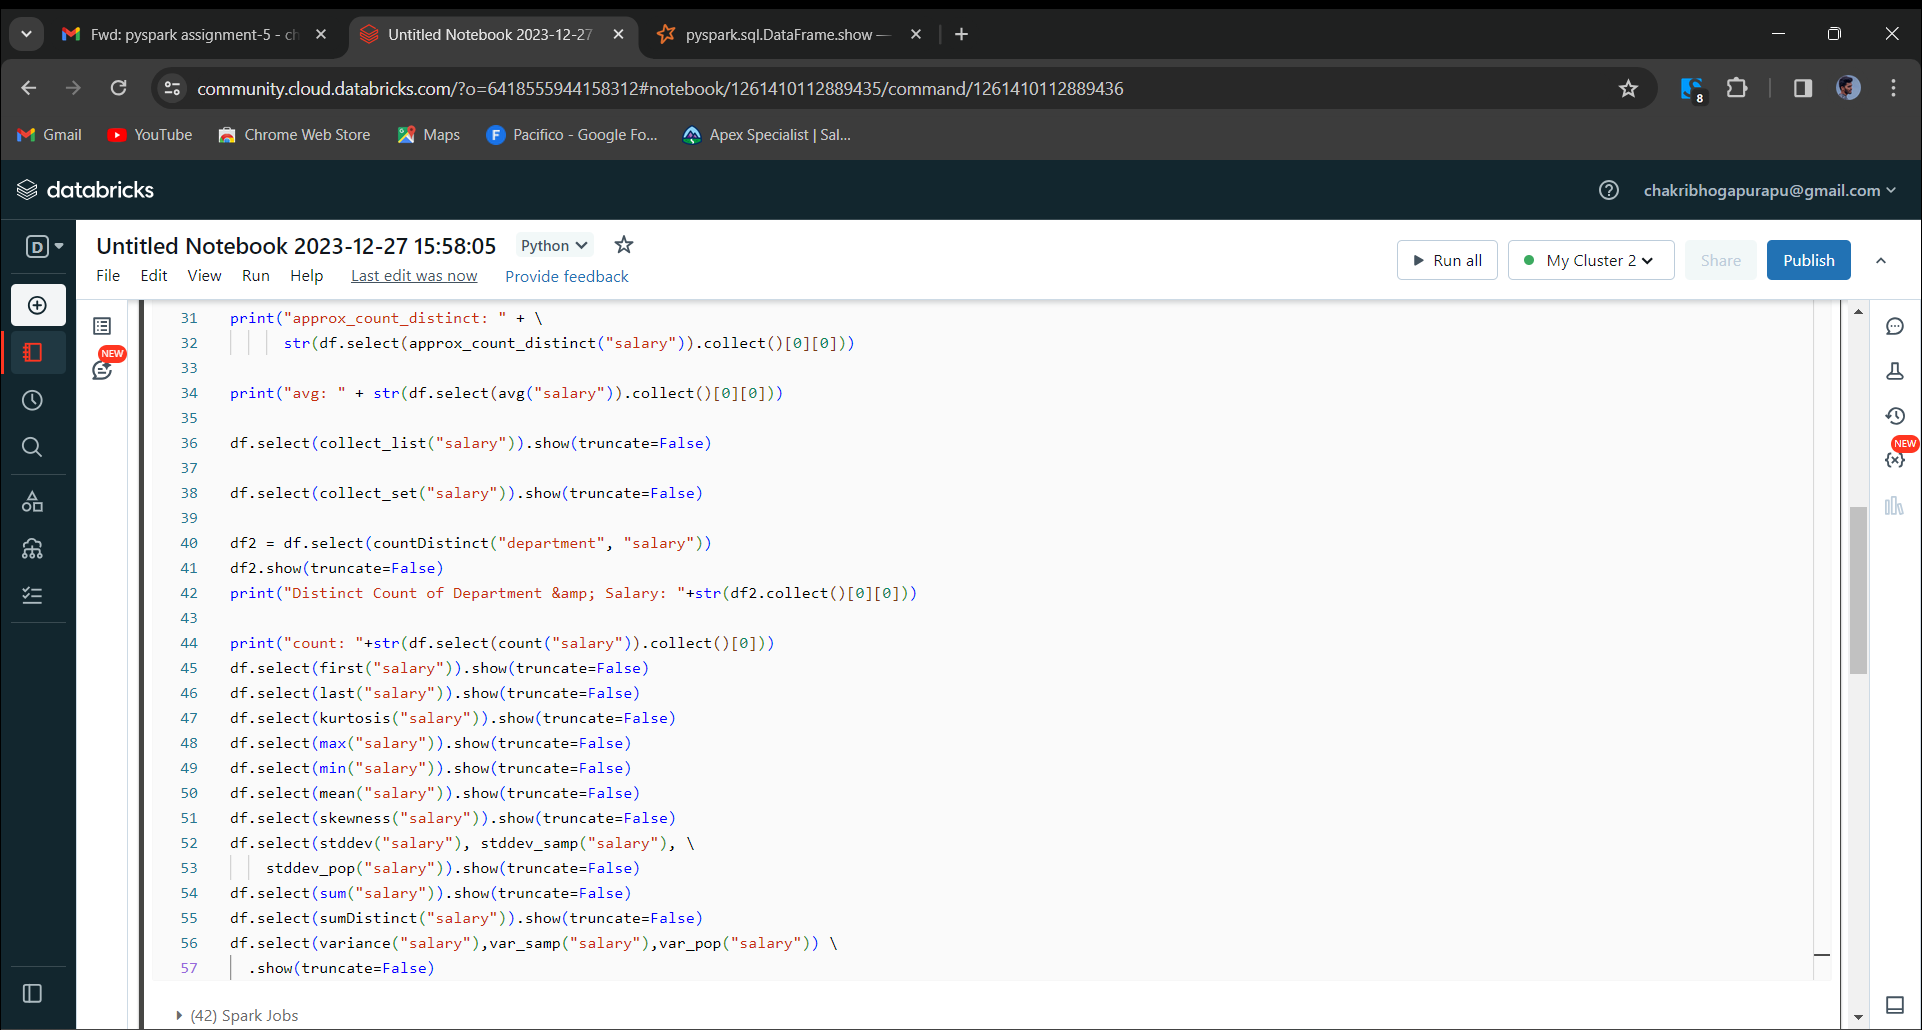 Fwd: pyspark assignment-5 - ch
Untitled Notebook 2023-12-27
pyspark.sql.DataFrame.show —
community.cloud.databricks.com/?o=6418555944158312#notebook/1261410112889435/command/1261410112889436
8
Gmail
YouTube
Chrome Web Store
Maps
F
Pacifico - Google Fo...
Apex Specialist | Sal...
databricks
chakribhogapurapu@gmail.com
D
Untitled Notebook 2023-12-27 15:58:05
Python
File Edit View Run Help Last edit was now Provide feedback
Run all
My Cluster 2
Share
Publish
NEW
NEW
31 print("approx_count_distinct: " + \
32 str(df.select(approx_count_distinct("salary")).collect()[0][0]))
33
34 print("avg: " + str(df.select(avg("salary")).collect()[0][0]))
35
36 df.select(collect_list("salary")).show(truncate=False)
37
38 df.select(collect_set("salary")).show(truncate=False)
39
40 df2 = df.select(countDistinct("department", "salary"))
41 df2.show(truncate=False)
42 print("Distinct Count of Department &amp; Salary: "+str(df2.collect()[0][0]))
43
44 print("count: "+str(df.select(count("salary")).collect()[0]))
45 df.select(first("salary")).show(truncate=False)
46 df.select(last("salary")).show(truncate=False)
47 df.select(kurtosis("salary")).show(truncate=False)
48 df.select(max("salary")).show(truncate=False)
49 df.select(min("salary")).show(truncate=False)
50 df.select(mean("salary")).show(truncate=False)
51 df.select(skewness("salary")).show(truncate=False)
52 df.select(stddev("salary"), stddev_samp("salary"), \
53 stddev_pop("salary")).show(truncate=False)
54 df.select(sum("salary")).show(truncate=False)
55 df.select(sumDistinct("salary")).show(truncate=False)
56 df.select(variance("salary"),var_samp("salary"),var_pop("salary")) \
57 .show(truncate=False)
(42) Spark Jobs